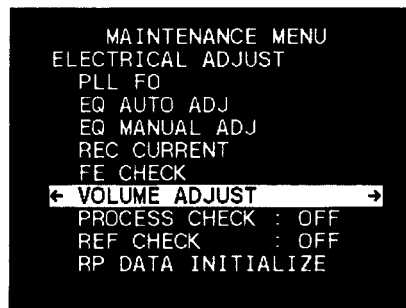 MAINTENANCE MENU
ELECTRICAL ADJUST
PLL FO
EQ AUTO ADJ
EQ MANUAL ADJ
REC CURRENT
FE CHECK
← VOLUME ADJUST →
PROCESS CHECK : OFF
REF CHECK : OFF
RP DATA INITIALIZE